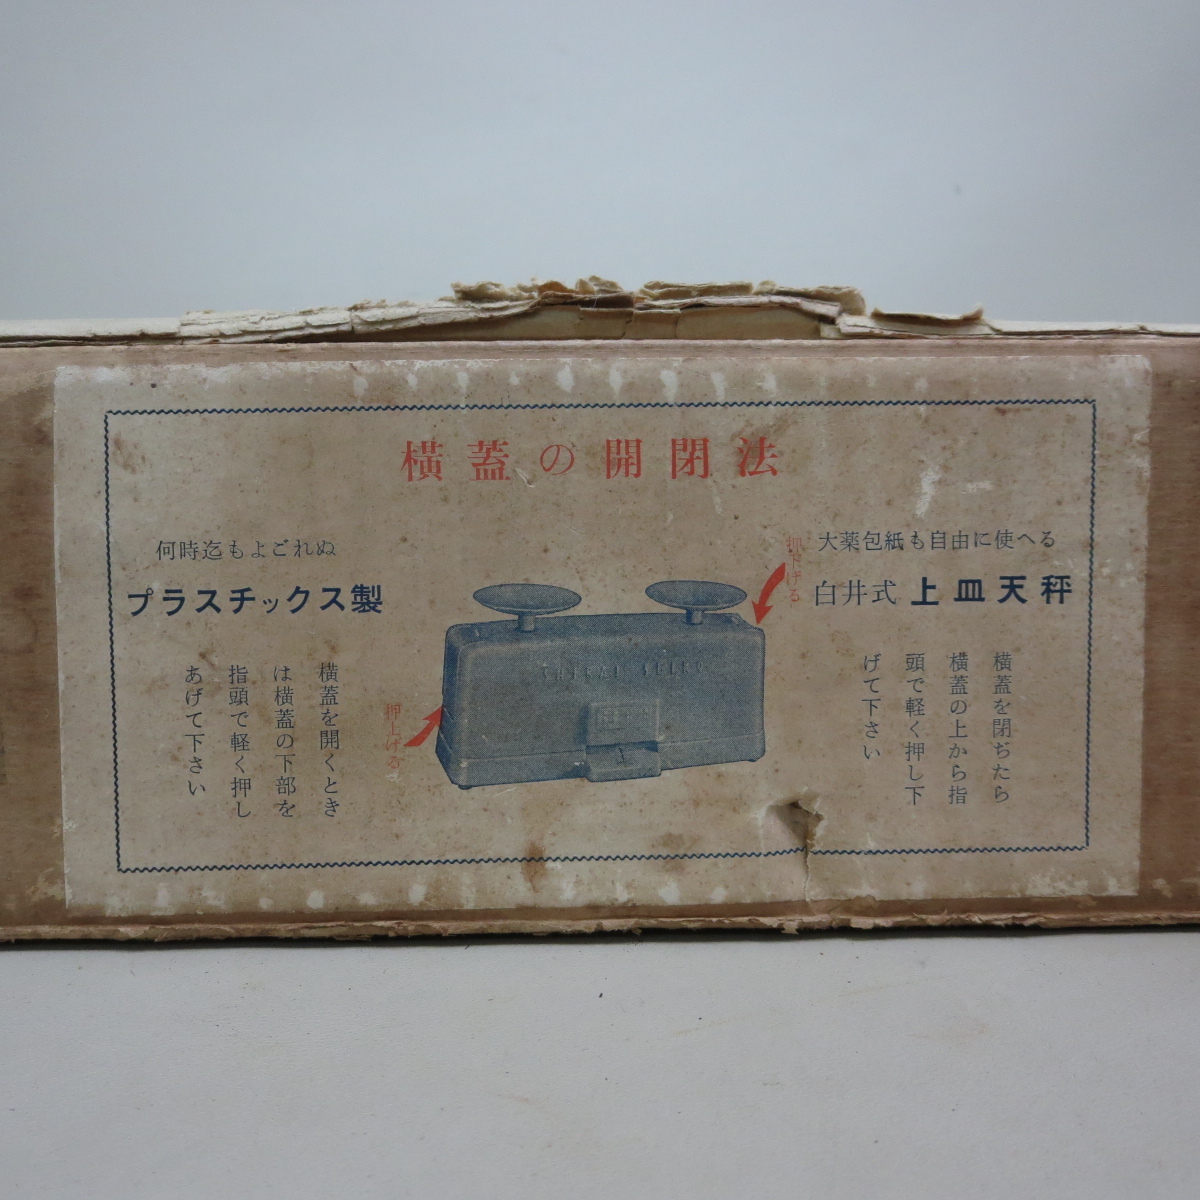 横蓋の開閉法
大薬包紙も自由に使へる
白井式 上皿天秤
横蓋を閉ぢたら
横蓋の上から指
頭で軽く押し下
げて下さい
押下げる
何時迄もよごれぬ
プラスチックス製
横蓋を開くとき
は横蓋の下部を
指頭で軽く押し
あげて下さい
押上げる